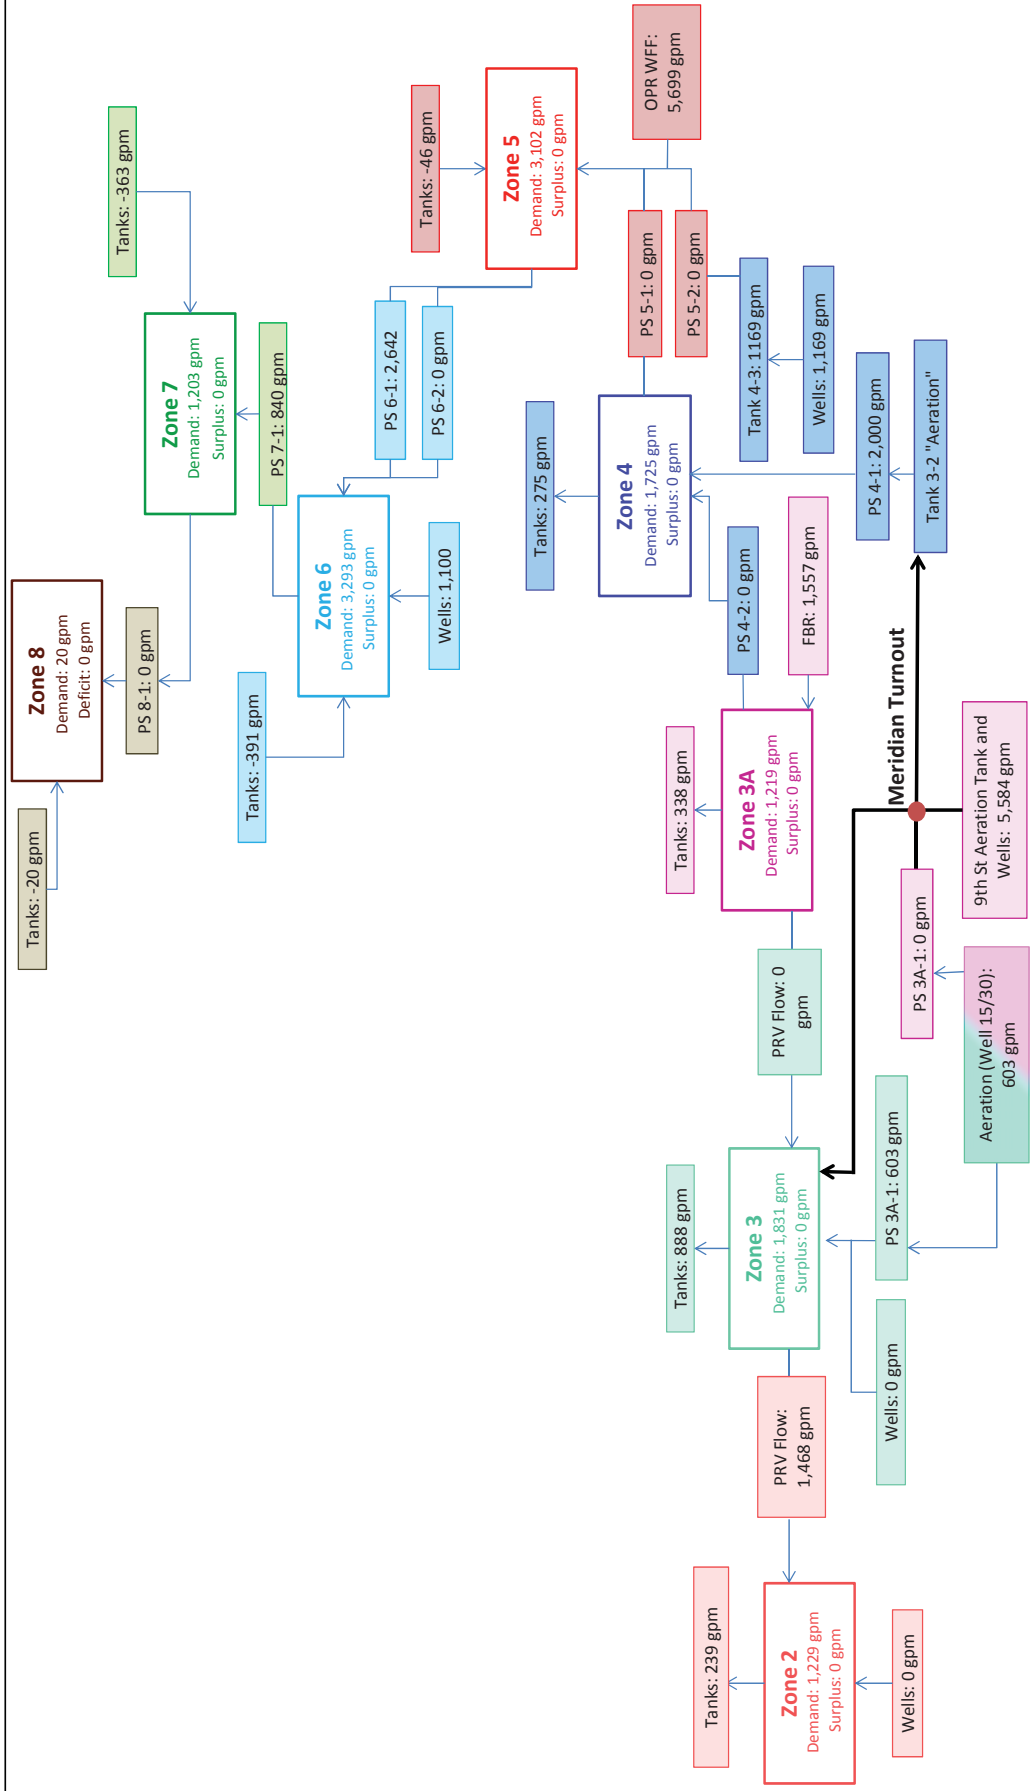 Tanks: -20 gpm
Zone 8
Demand: 20 gpm
Deficit: 0 gpm
PS 8-1: 0 gpm
Tanks: -363 gpm
Zone 7
Demand: 1,203 gpm
Surplus: 0 gpm
PS 7-1: 840 gpm
Tanks: -391 gpm
Zone 6
Demand: 3,293 gpm
Surplus: 0 gpm
Wells: 1,100
PS 6-1: 2,642
PS 6-2: 0 gpm
Tanks: -46 gpm
Zone 5
Demand: 3,102 gpm
Surplus: 0 gpm
OPR WFF:
5,699 gpm
PS 5-1: 0 gpm
PS 5-2: 0 gpm
Tank 4-3: 1169 gpm
Wells: 1,169 gpm
Tanks: 275 gpm
Zone 4
Demand: 1,725 gpm
Surplus: 0 gpm
PS 4-2: 0 gpm
PS 4-1: 2,000 gpm
Tank 3-2 "Aeration"
FBR: 1,557 gpm
Tanks: 338 gpm
Zone 3A
Demand: 1,219 gpm
Surplus: 0 gpm
Meridian Turnout
PS 3A-1: 0 gpm
9th St Aeration Tank and
Wells: 5,584 gpm
PRV Flow: 0
gpm
Tanks: 888 gpm
Zone 3
Demand: 1,831 gpm
Surplus: 0 gpm
PS 3A-1: 603 gpm
Aeration (Well 15/30):
603 gpm
Wells: 0 gpm
PRV Flow:
1,468 gpm
Tanks: 239 gpm
Zone 2
Demand: 1,229 gpm
Surplus: 0 gpm
Wells: 0 gpm